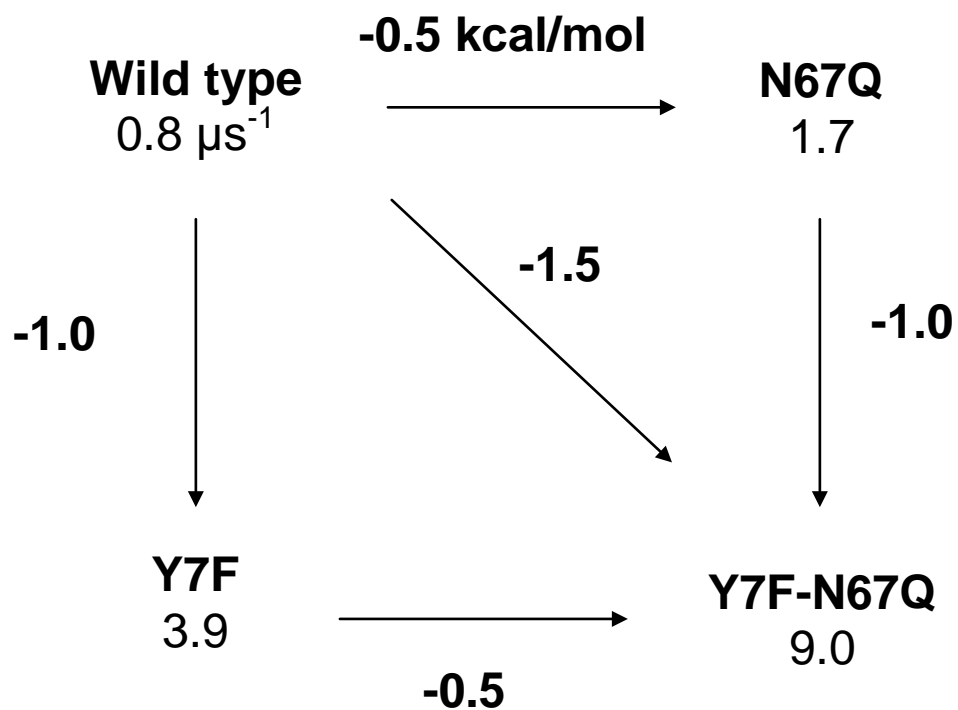 -0.5 kcal/mol
Wild type
0.8 µs⁻¹
N67Q
1.7
-1.5
-1.0
-1.0
Y7F
3.9
Y7F-N67Q
9.0
-0.5